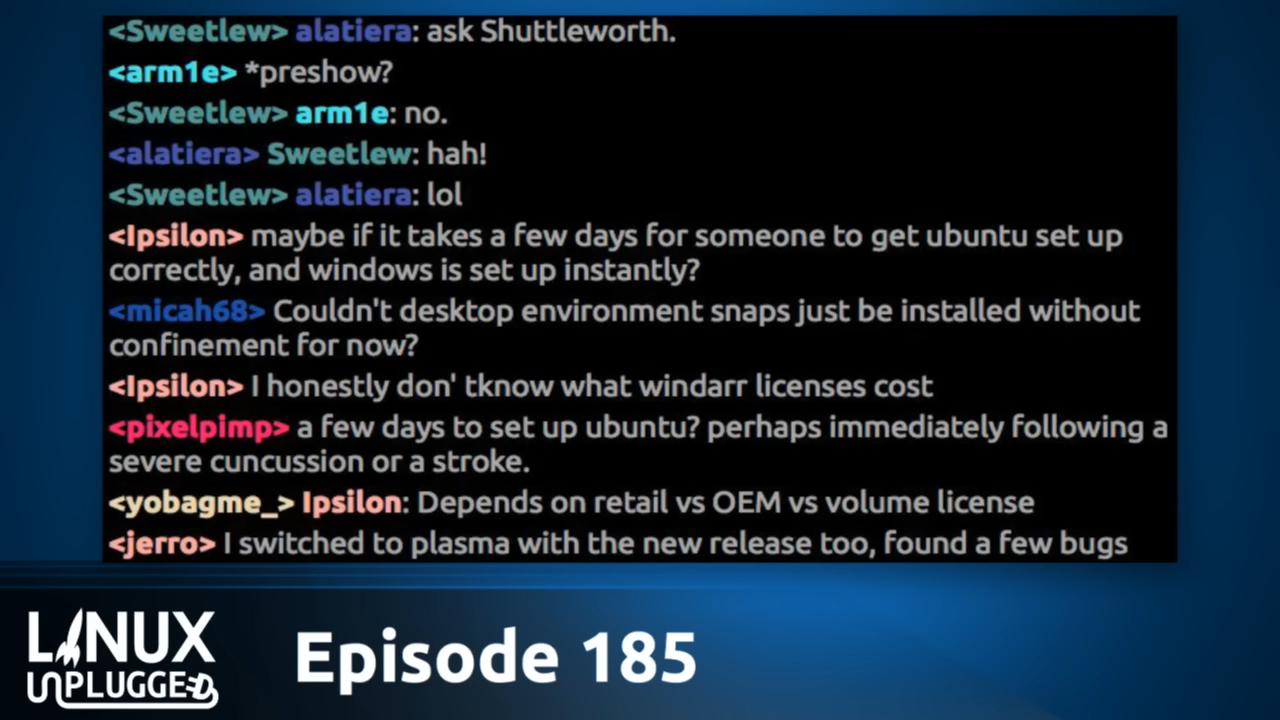 <Sweetlew> alatiera: ask Shuttleworth.
<arm1e> *preshow?
<Sweetlew> arm1e: no.
<alatiera> Sweetlew: hah!
<Sweetlew> alatiera: lol
<Ipsilon> maybe if it takes a few days for someone to get ubuntu set up
correctly, and windows is set up instantly?
<micah68> Couldn't desktop environment snaps just be installed without
confinement for now?
<Ipsilon> I honestly don' tknow what windarr licenses cost
<pixelpimp> a few days to set up ubuntu? perhaps immediately following a
severe cuncussion or a stroke.
<yobagme_> Ipsilon: Depends on retail vs OEM vs volume license
<jerro> I switched to plasma with the new release too, found a few bugs
LINUX
UNPLUGGED
Episode 185